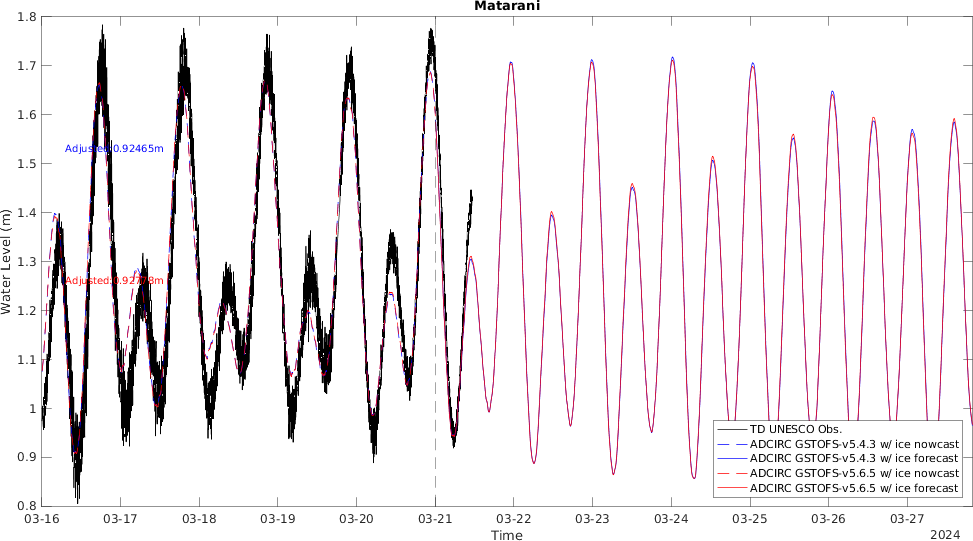 Matarani
1.8
1.7
1.6
1.5
1.4
1.3
1.2
1.1
1
0.9
0.8
Water Level (m)
Adjusted:0.92465m
TD UNESCO Obs.
ADCIRC GSTOFS-v5.4.3 w/ ice nowcast
ADCIRC GSTOFS-v5.4.3 w/ ice forecast
ADCIRC GSTOFS-v5.6.5 w/ ice nowcast
ADCIRC GSTOFS-v5.6.5 w/ ice forecast
03-16 03-17 03-18 03-19 03-20 03-21 03-22 03-23 03-24 03-25 03-26 03-27
Time
2024